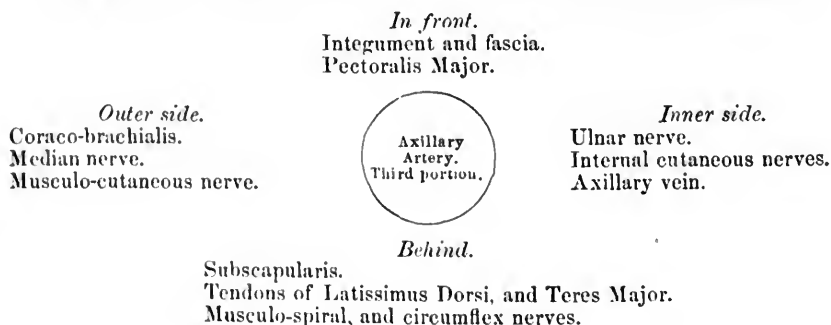 In front.
Integument and fascia.
Pectoralis Major.
Outer side.
Coraco-brachialis.
Median nerve.
Musculo-cutaneous nerve.
Axillary
Artery.
Third portion.
Inner side.
Ulnar nerve.
Internal cutaneous nerves.
Axillary vein.
Behind.
Subscapularis.
Tendons of Latissimus Dorsi, and Teres Major.
Musculo-spiral, and circumflex nerves.